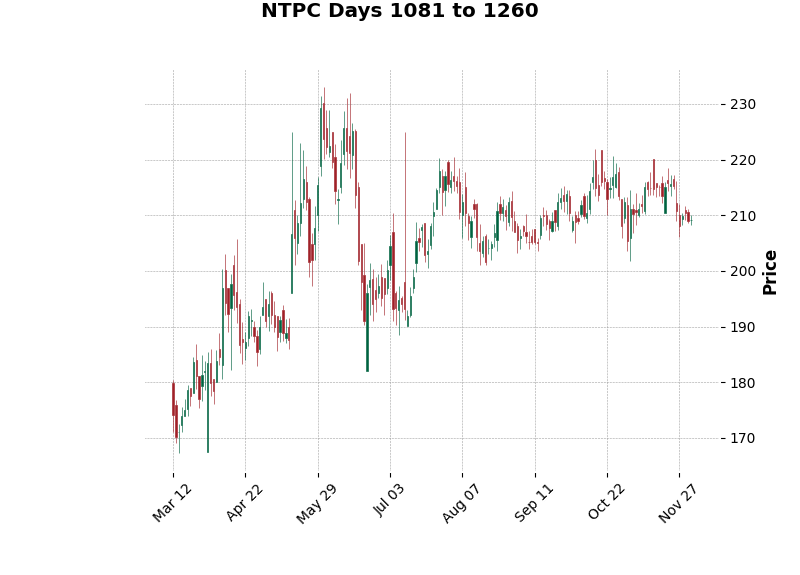 NTPC Days 1081 to 1260
230
220
210
200
190
180
170
Price
Mar 12
Apr 22
May 29
Jul 03
Aug 07
Sep 11
Oct 22
Nov 27